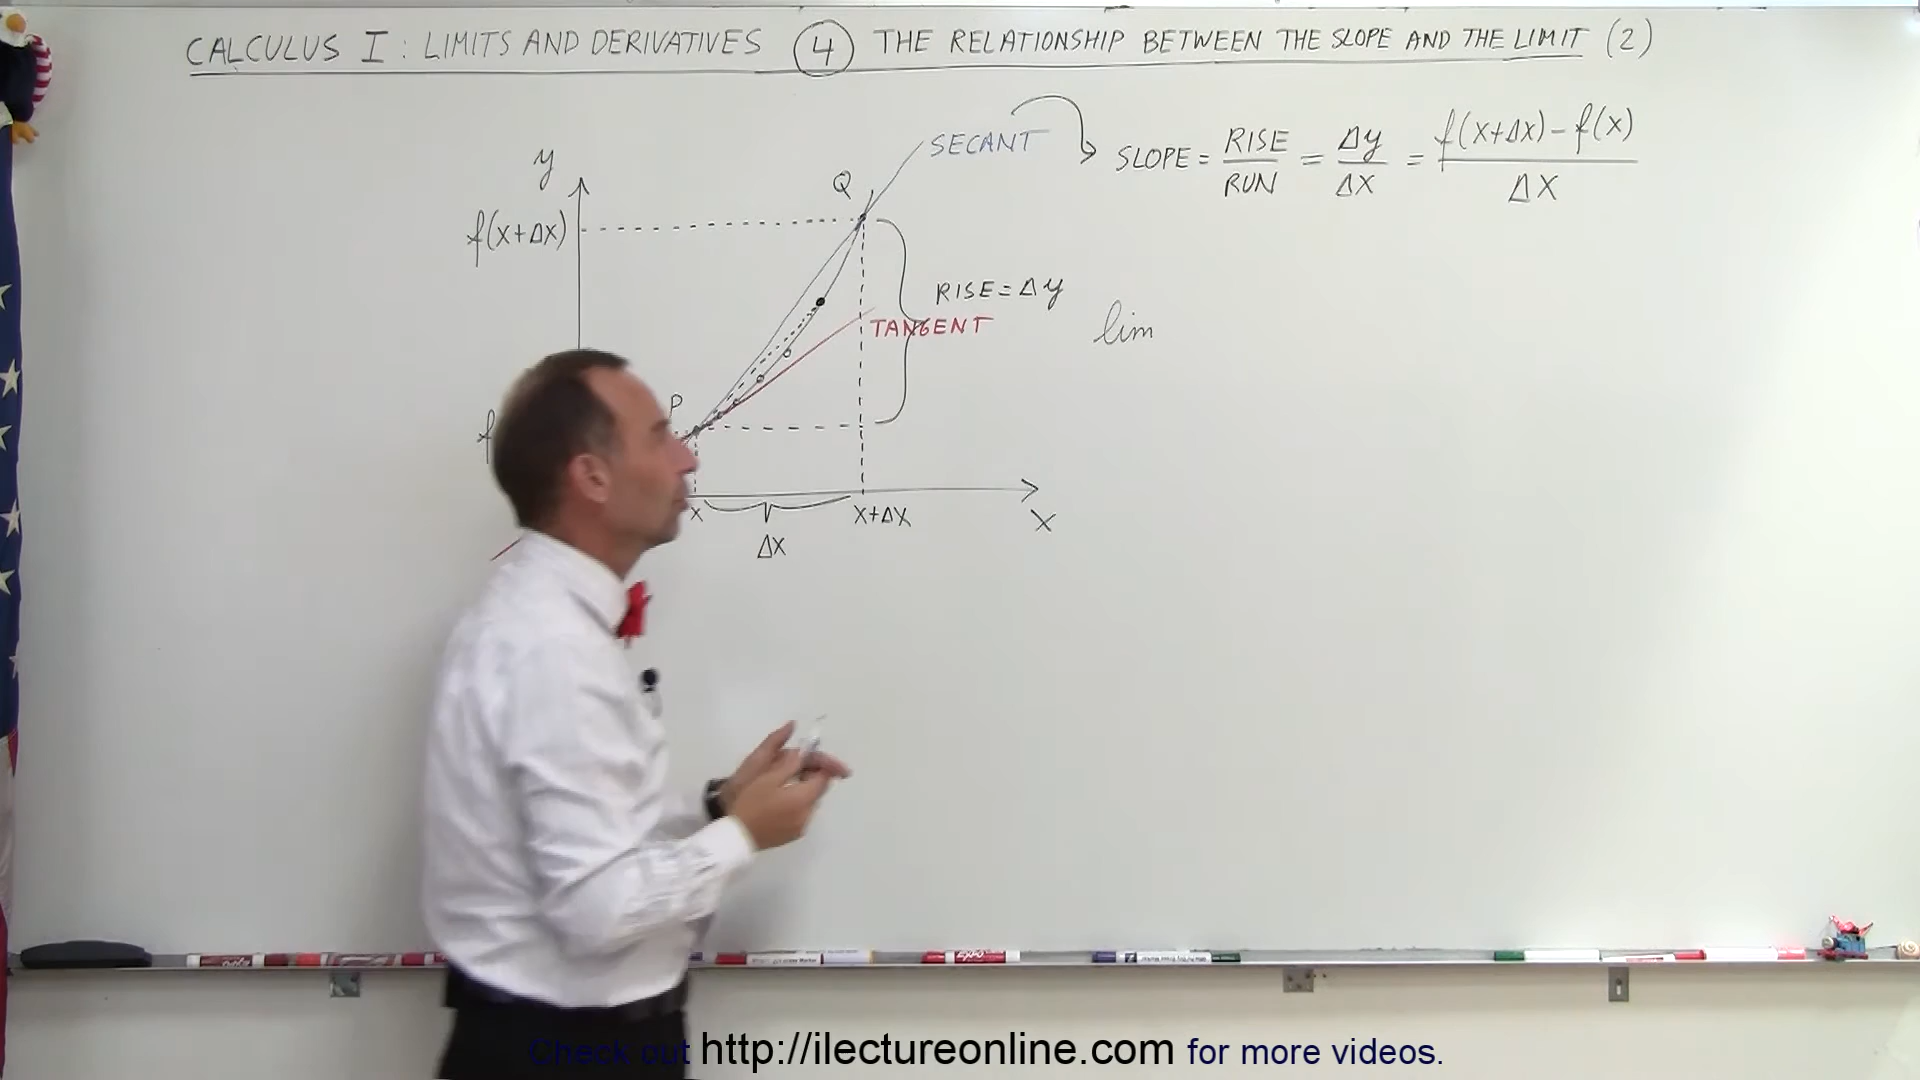 CALCULUS I : LIMITS AND DERIVATIVES (4) THE RELATIONSHIP BETWEEN THE SLOPE AND THE LIMIT (2)
SECANT
SLOPE = RISE/RUN = Δy/Δx = f(x+Δx) - f(x)/Δx
y
Q
f(x+Δx)
RISE = Δy
TANGENT
lim
P
f
x
x+Δx
x
Δx
EXPO
Check out http://ilectureonline.com for more videos.